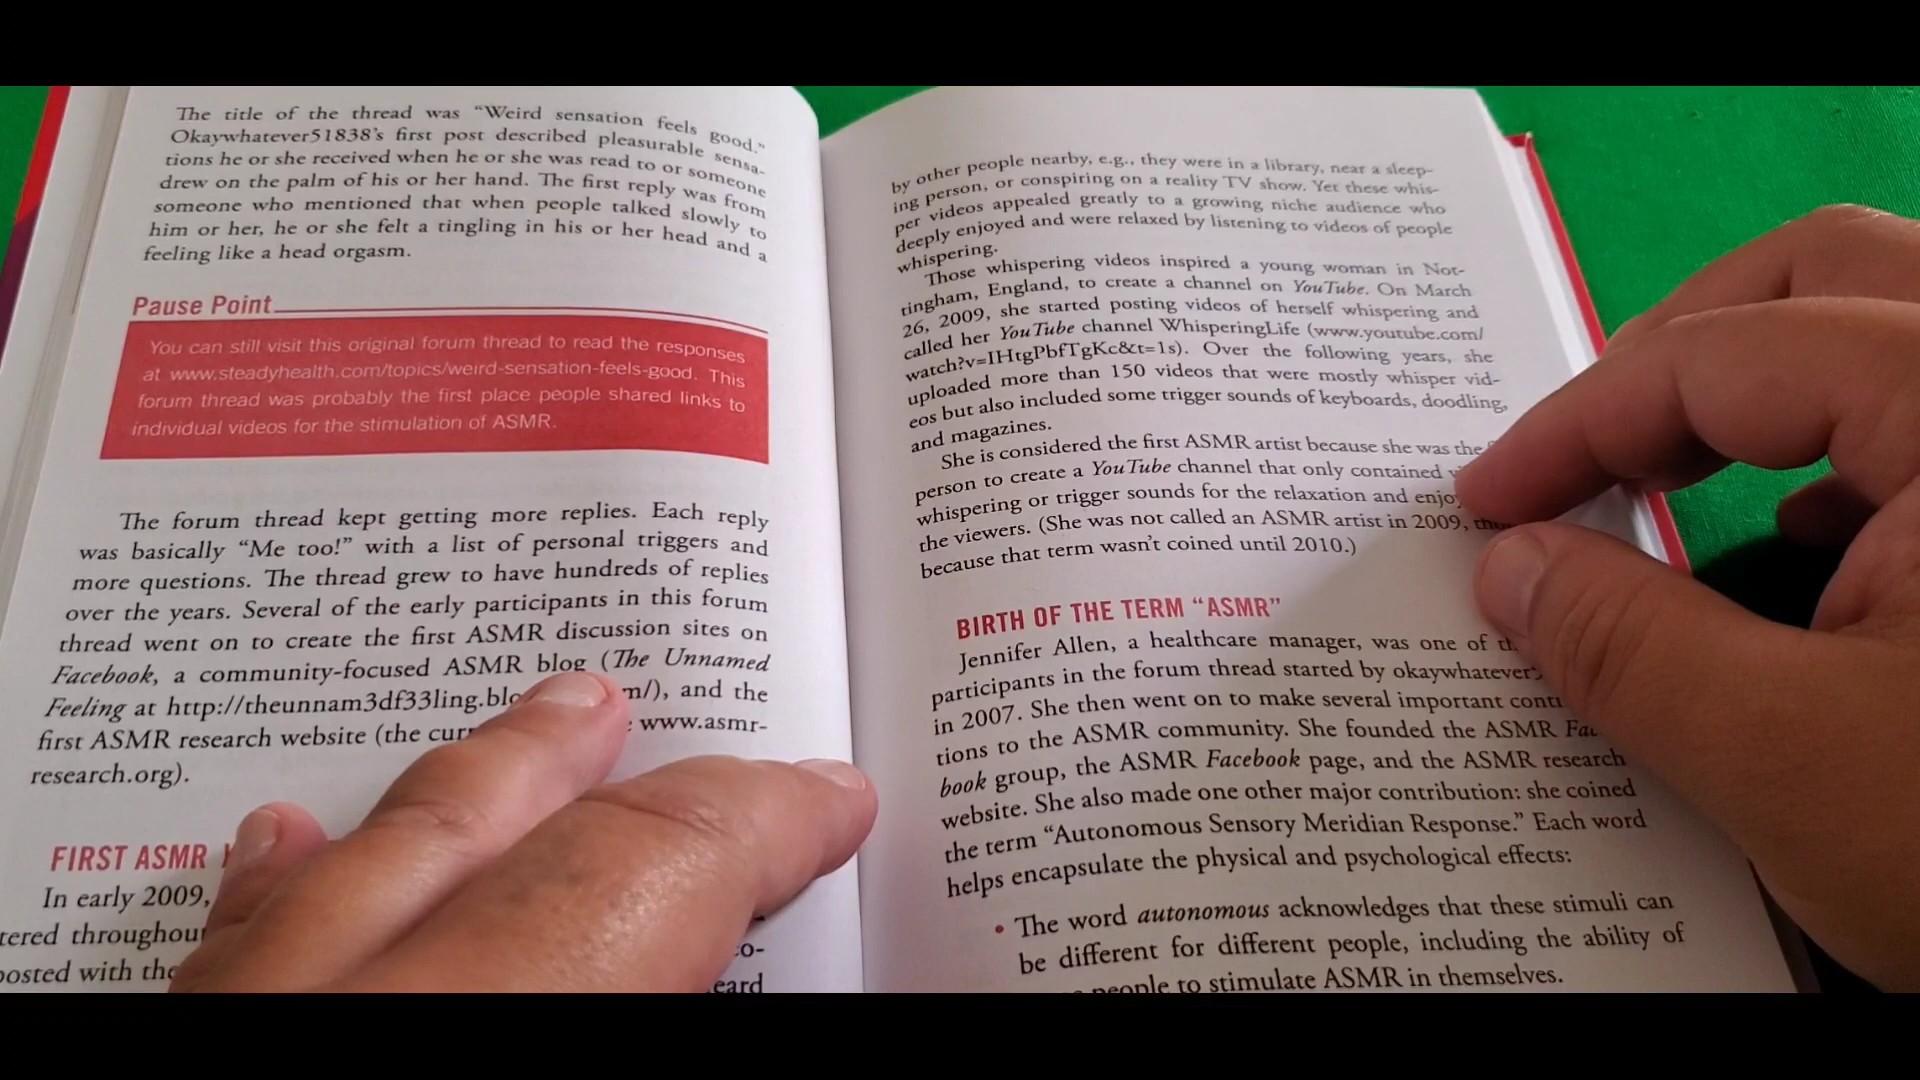 The title of the thread was “Weird sensation feels good.”
Okaywhatever51838’s first post described pleasurable sensa-
tions he or she received when he or she was read to or someone
drew on the palm of his or her hand. The first reply was from
someone who mentioned that when people talked slowly to
him or her, he or she felt a tingling in his or her head and a
feeling like a head orgasm.
Pause Point
You can still visit this original forum thread to read the responses
at www.steadyhealth.com/topics/weird-sensation-feels-good. This
forum thread was probably the first place people shared links to
individual videos for the stimulation of ASMR.
The forum thread kept getting more replies. Each reply
was basically “Me too!” with a list of personal triggers and
more questions. The thread grew to have hundreds of replies
over the years. Several of the early participants in this forum
thread went on to create the first ASMR discussion sites on
Facebook, a community-focused ASMR blog (The Unnamed
Feeling at http://theunnam3df33ling.blo m/), and the
first ASMR research website (the www.asmr-
research.org).
FIRST ASMR
In early 2009,
tered throughou
posted with the co-
eard
by other people nearby, e.g., they were in a library, near a sleep-
ing person, or conspiring on a reality TV show. Yet these whis-
per videos appealed greatly to a growing niche audience who
deeply enjoyed and were relaxed by listening to videos of people
whispering.
Those whispering videos inspired a young woman in Not-
tingham, England, to create a channel on YouTube. On March
26, 2009, she started posting videos of herself whispering and
called her YouTube channel WhisperingLife (www.youtube.com/
watch?v=IHtgPbfTgKc&t=1s). Over the following years, she
uploaded more than 150 videos that were mostly whisper vid-
eos but also included some trigger sounds of keyboards, doodling,
and magazines.
She is considered the first ASMR artist because she was the
person to create a YouTube channel that only contained
whispering or trigger sounds for the relaxation and enjoy
the viewers. (She was not called an ASMR artist in 2009,
because that term wasn’t coined until 2010.)
BIRTH OF THE TERM “ASMR”
Jennifer Allen, a healthcare manager, was one of
participants in the forum thread started by okaywhatever
in 2007. She then went on to make several important
tions to the ASMR community. She founded the ASMR
book group, the ASMR Facebook page, and the ASMR research
website. She also made one other major contribution: she coined
the term “Autonomous Sensory Meridian Response.” Each word
helps encapsulate the physical and psychological effects:
• The word autonomous acknowledges that these stimuli can
be different for different people, including the ability of
people to stimulate ASMR in themselves.